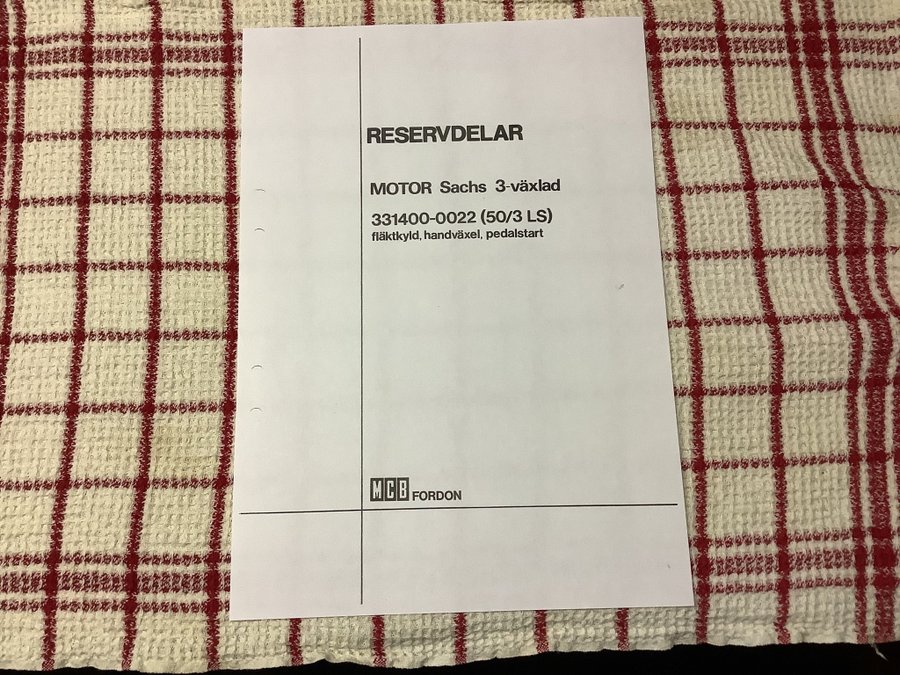 RESERVDELAR
MOTOR Sachs 3-växlad
331400-0022 (50/3 LS)
fläktkyld, handväxel, pedalstart
MCB FORDON